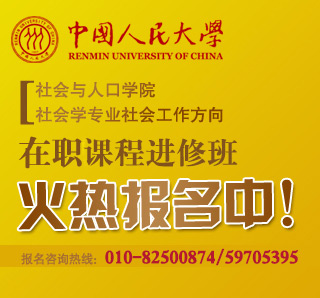 中國人民大學
RENMIN UNIVERSITY OF CHINA
社会与人口学院
社会学专业社会工作方向
在职课程进修班
火热报名中!
报名咨询热线: 010-82500874/59705395